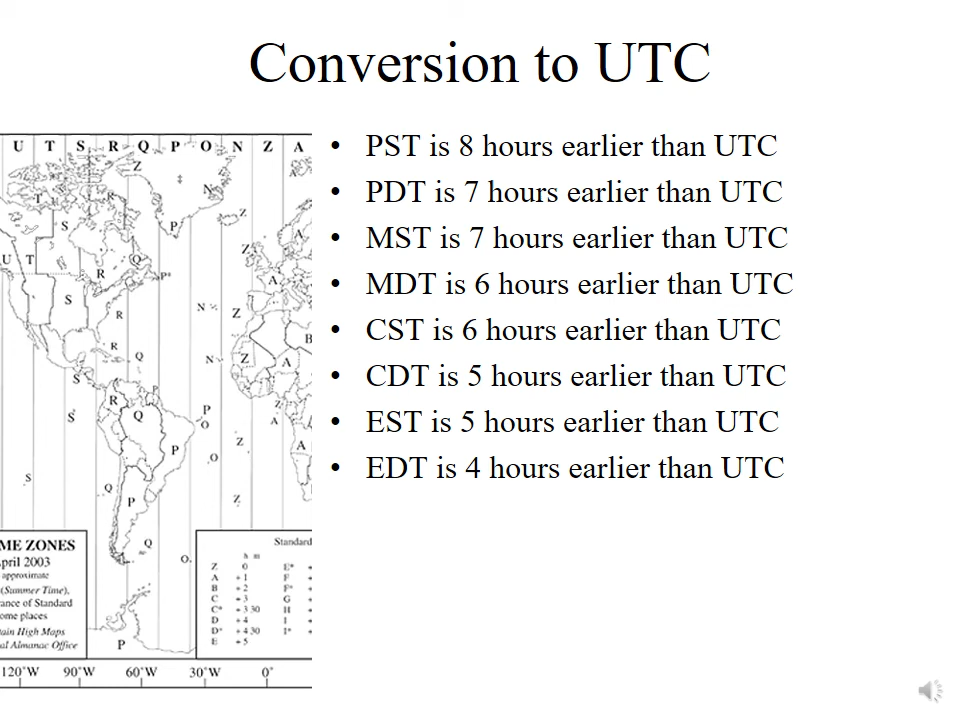 Conversion to UTC
U T S R Q P O N Z A
• PST is 8 hours earlier than UTC
• PDT is 7 hours earlier than UTC
• MST is 7 hours earlier than UTC
• MDT is 6 hours earlier than UTC
• CST is 6 hours earlier than UTC
• CDT is 5 hours earlier than UTC
• EST is 5 hours earlier than UTC
• EDT is 4 hours earlier than UTC
ME ZONES
pril 2003
approximate
(Summer Time),
ance of Standard
ome places
tain High Maps
al Almanac Office
Standard
h m
Z 0 E*
A + 1 F
B + 2 F*
C + 3 G
C* + 3 30 H
D + 4 I
D* + 4 30 I*
E + 5
120°W 90°W 60°W 30°W 0°